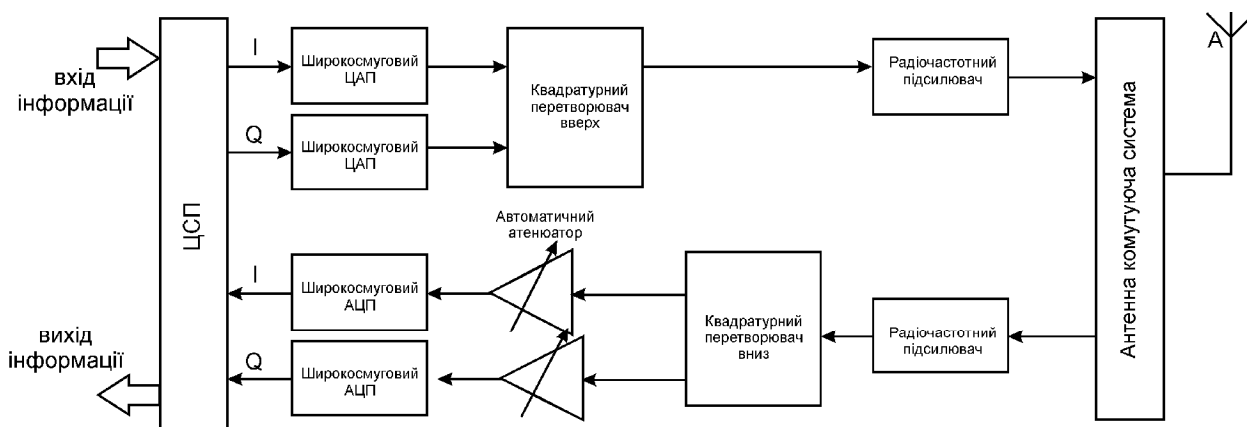 вхід
інформації
ЦСП
I
Широкосмуговий
ЦАП
Q
Широкосмуговий
ЦАП
Квадратурний
перетворювач
вверх
Радіочастотний
підсилювач
Антенна комутуюча система
A
Автоматичний
атенюатор
I
Широкосмуговий
АЦП
Q
Широкосмуговий
АЦП
Квадратурний
перетворювач
вниз
Радіочастотний
підсилювач
вихід
інформації